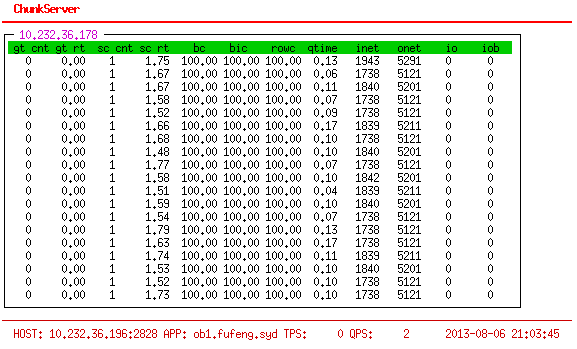 ChunkServer
10.232.36.178
gt cnt gt rt sc cnt sc rt bc bic rowc qtime inet onet io iob
0 0.00 1 1.75 100.00 100.00 100.00 0.13 1943 5291 0 0
0 0.00 1 1.67 100.00 100.00 100.00 0.06 1738 5121 0 0
0 0.00 1 1.67 100.00 100.00 100.00 0.11 1840 5201 0 0
0 0.00 1 1.58 100.00 100.00 100.00 0.07 1738 5121 0 0
0 0.00 1 1.52 100.00 100.00 100.00 0.09 1738 5121 0 0
0 0.00 1 1.66 100.00 100.00 100.00 0.17 1839 5211 0 0
0 0.00 1 1.68 100.00 100.00 100.00 0.10 1738 5121 0 0
0 0.00 1 1.48 100.00 100.00 100.00 0.10 1840 5201 0 0
0 0.00 1 1.77 100.00 100.00 100.00 0.07 1738 5121 0 0
0 0.00 1 1.58 100.00 100.00 100.00 0.10 1842 5201 0 0
0 0.00 1 1.51 100.00 100.00 100.00 0.04 1839 5211 0 0
0 0.00 1 1.59 100.00 100.00 100.00 0.10 1840 5201 0 0
0 0.00 1 1.54 100.00 100.00 100.00 0.07 1738 5121 0 0
0 0.00 1 1.79 100.00 100.00 100.00 0.13 1738 5121 0 0
0 0.00 1 1.63 100.00 100.00 100.00 0.17 1738 5121 0 0
0 0.00 1 1.74 100.00 100.00 100.00 0.11 1839 5211 0 0
0 0.00 1 1.53 100.00 100.00 100.00 0.10 1840 5201 0 0
0 0.00 1 1.52 100.00 100.00 100.00 0.10 1738 5121 0 0
0 0.00 1 1.73 100.00 100.00 100.00 0.10 1738 5121 0 0
HOST: 10.232.36.196:2828 APP: ob1.fufeng.syd TPS: 0 QPS: 2 2013-08-06 21:03:45